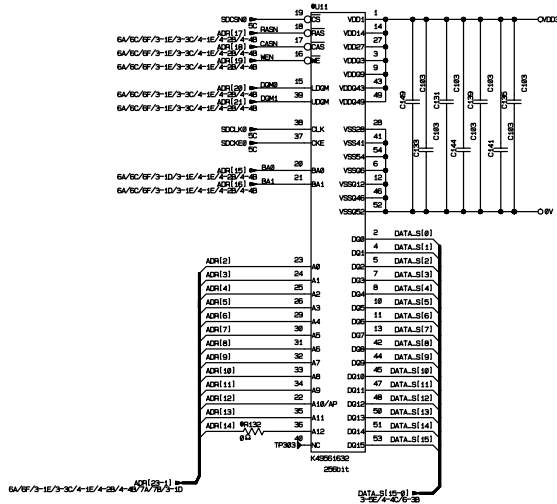 U11
SDCSN0 5C 19 CS VDD1 1 VDD3
ADR[17] RASN 18 RAS VDD14 14
6A/6C/6F/3-1E/3-3C/4-1E/4-2B/4-4B
ADR[18] CASN 17 CAS VDD27 27
6A/6C/6F/3-1E/3-3C/4-1E/4-2B/4-4B
ADR[19] WEN 16 WE VDDQ3 3
6A/6C/6F/3-1E/3-3C/4-1E/4-2B/4-4B
VDDQ9 9
ADR[20] DQM0 15 LDQM VDDQ43 43
6A/6C/6F/3-1E/3-3C/4-1E/4-2B/4-4B
ADR[21] DQM1 39 UDQM VDDQ49 49
6A/6C/6F/3-1E/3-3C/4-1E/4-2B/4-4B
C149 C103 C131 C103 C139 C103 C136 C103
C133 C103 C144 C103 C141 C103
SDCLK0 5C 38 CLK VSS28 28
SDCKE0 5C 37 CKE VSS41 41
VSS54 54
ADR[15] BA0 20 BA0 VSSQ6 6
6A/6C/6F/3-1D/3-1E/4-1E/4-2B/4-4B
ADR[16] BA1 21 BA1 VSSQ12 12
6A/6C/6F/3-1D/3-1E/4-1E/4-2B/4-4B
VSSQ46 46
VSSQ52 52 0V
DQ0 2 DATA_S[0]
DQ1 4 DATA_S[1]
ADR[2] 23 A0 DQ2 5 DATA_S[2]
ADR[3] 24 A1 DQ3 7 DATA_S[3]
ADR[4] 25 A2 DQ4 8 DATA_S[4]
ADR[5] 26 A3 DQ5 10 DATA_S[5]
ADR[6] 29 A4 DQ6 11 DATA_S[6]
ADR[7] 30 A5 DQ7 13 DATA_S[7]
ADR[8] 31 A6 DQ8 42 DATA_S[8]
ADR[9] 32 A7 DQ9 44 DATA_S[9]
ADR[10] 33 A8 DQ10 45 DATA_S[10]
ADR[11] 34 A9 DQ11 47 DATA_S[11]
ADR[12] 22 A10/AP DQ12 48 DATA_S[12]
ADR[13] 35 A11 DQ13 50 DATA_S[13]
ADR[14] R132 0Ω 36 A12 DQ14 51 DATA_S[14]
TP303 40 NC DQ15 53 DATA_S[15]
K4S561632
256bit
ADR[23-1]
6A/6F/3-1E/3-3C/4-1E/4-2B/4-4B/7A/7B/3-1D
DATA_S[15-0]
3-5E/4-4C/6-3B